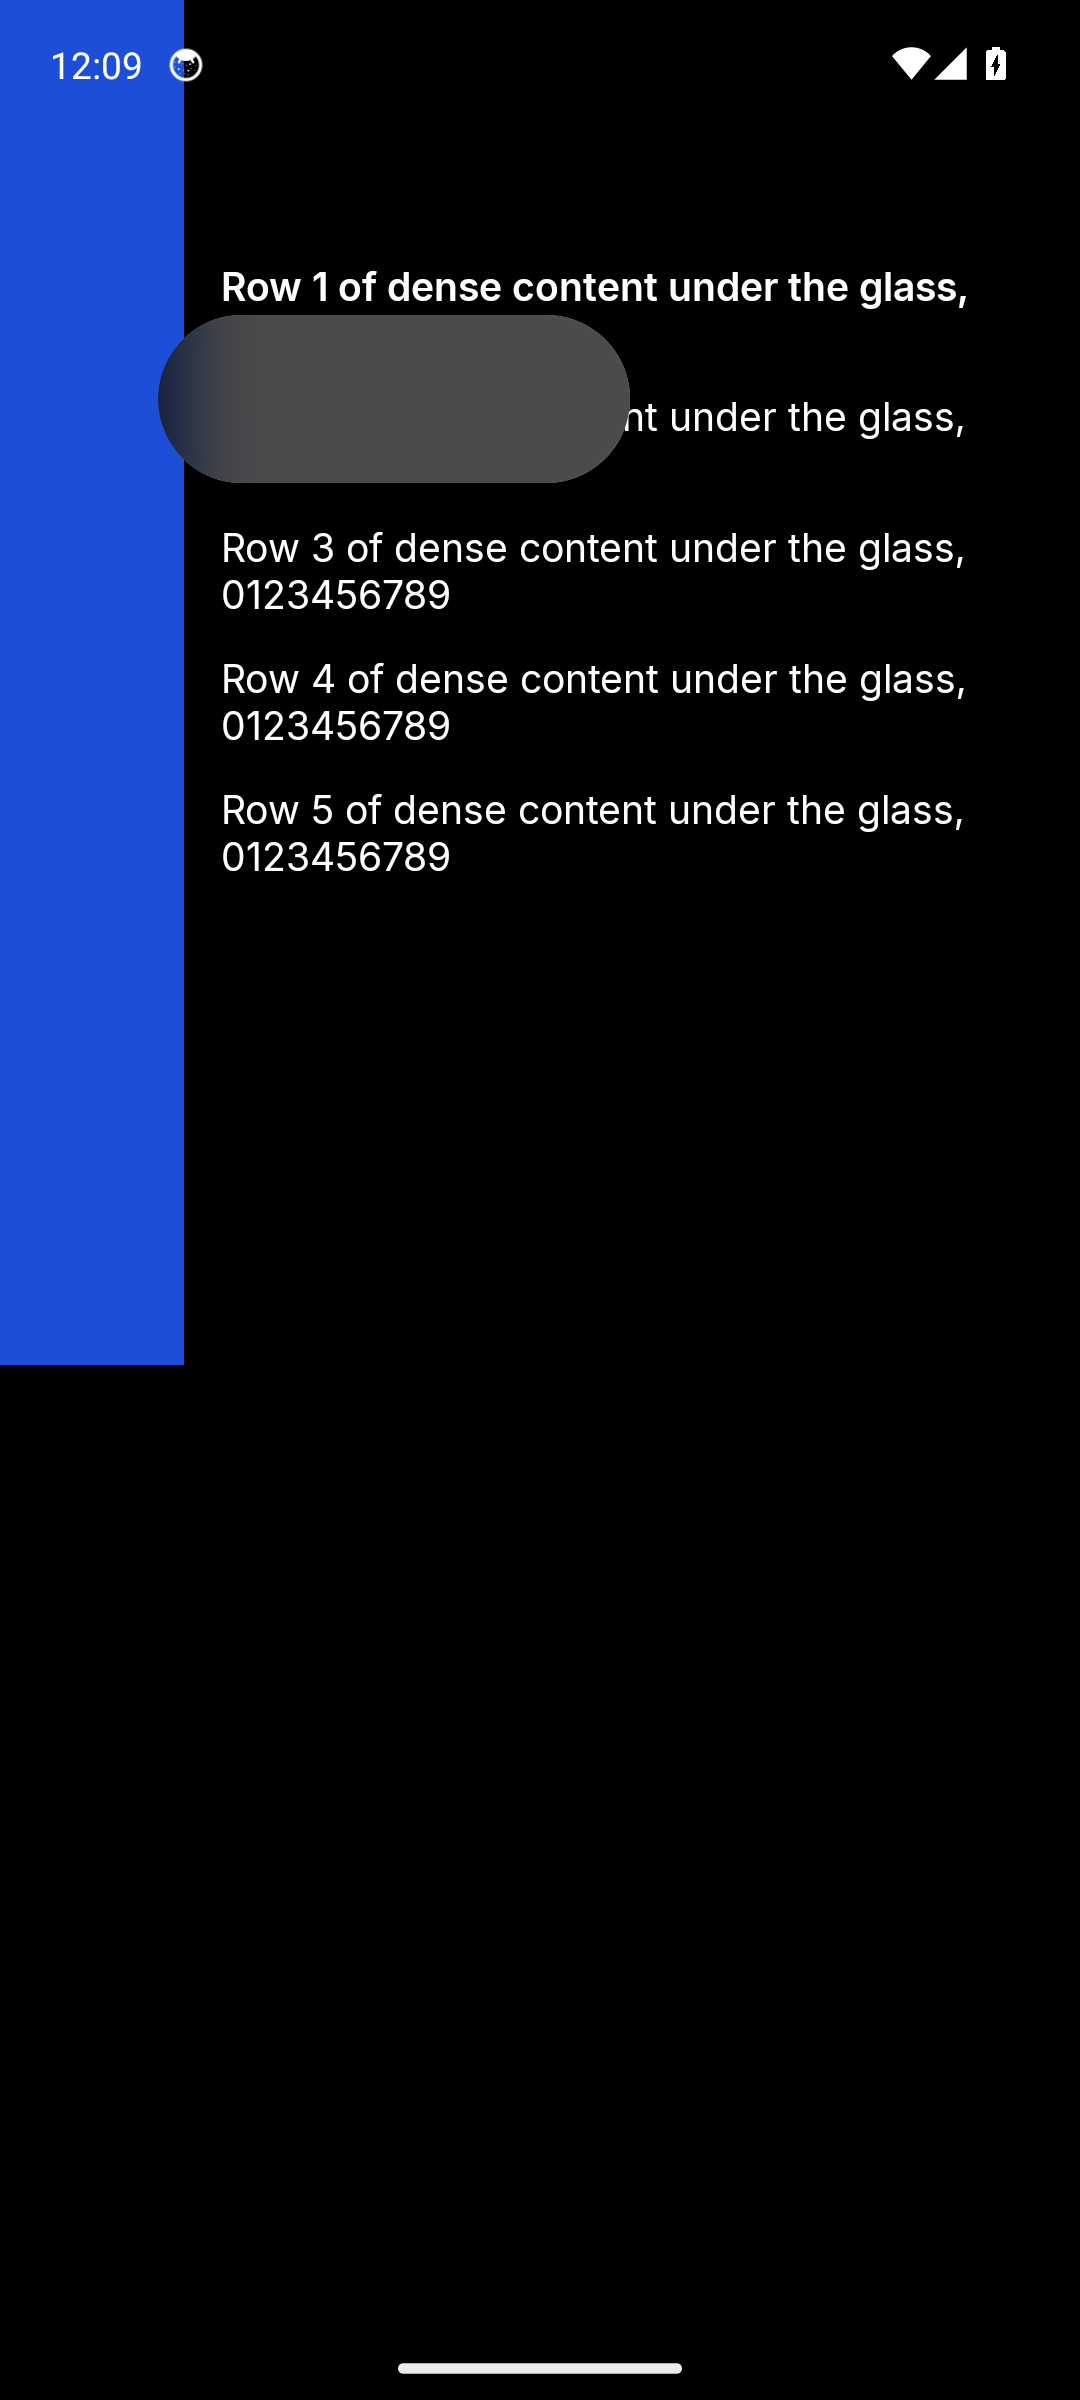 12:09
Row 1 of dense content under the glass,
under the glass,
Row 3 of dense content under the glass,
0123456789
Row 4 of dense content under the glass,
0123456789
Row 5 of dense content under the glass,
0123456789